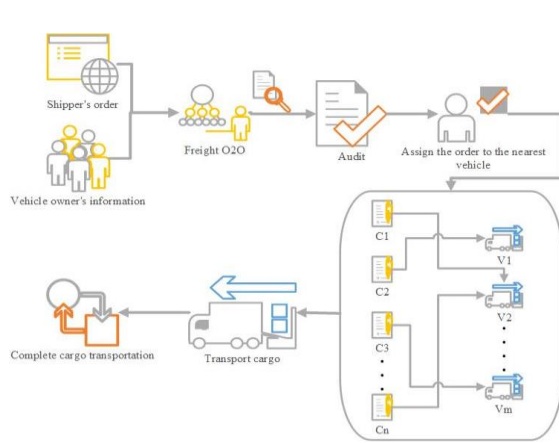 Shipper's order
Vehicle owner's information
Freight O2O
Audit
Assign the order to the nearest
vehicle
C1
C2
C3
Cn
V1
V2
Vm
Transport cargo
Complete cargo transportation